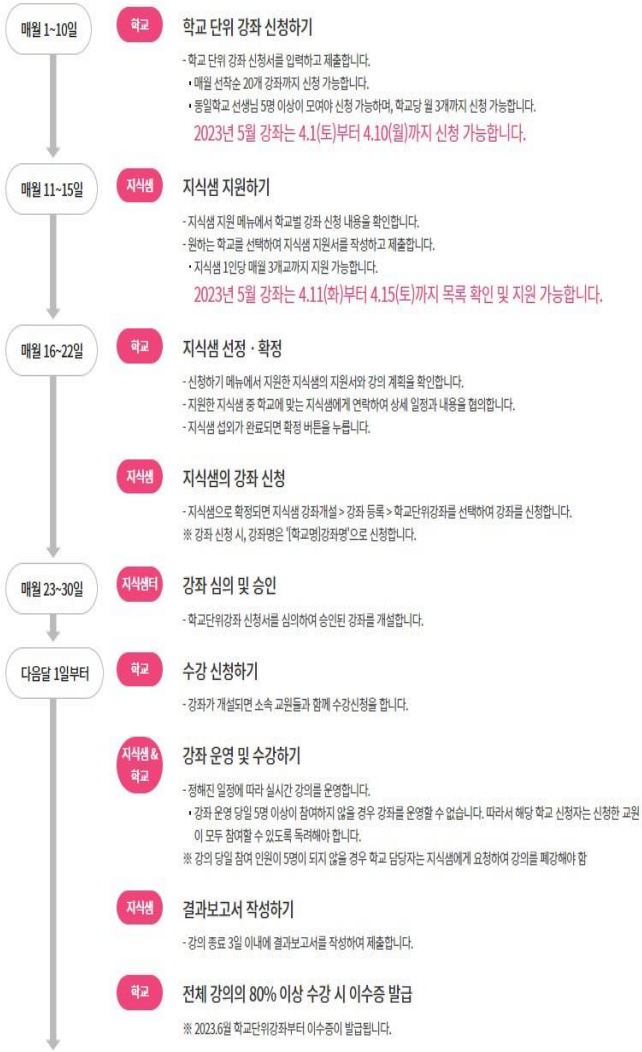 매월 1~10일
학교
학교 단위 강좌 신청하기
- 학교 단위 강좌 신청서를 입력하고 제출합니다.
▪ 매월 선착순 20개 강좌까지 신청 가능합니다.
▪ 동일학교 선생님 5명 이상이 모여야 신청 가능하며, 학교당 월 3개까지 신청 가능합니다.
2023년 5월 강좌는 4.1(토)부터 4.10(월)까지 신청 가능합니다.
매월 11~15일
지식샘
지식샘 지원하기
- 지식샘 지원 메뉴에서 학교별 강좌 신청 내용을 확인합니다.
- 원하는 학교를 선택하여 지식샘 지원서를 작성하고 제출합니다.
▪ 지식샘 1인당 매월 3개교까지 지원 가능합니다.
2023년 5월 강좌는 4.11(화)부터 4.15(토)까지 목록 확인 및 지원 가능합니다.
매월 16~22일
학교
지식샘 선정 · 확정
- 신청하기 메뉴에서 지원한 지식샘의 지원서와 강의 계획을 확인합니다.
- 지원한 지식샘 중 학교에 맞는 지식샘에게 연락하여 상세 일정과 내용을 협의합니다.
- 지식샘 섭외가 완료되면 확정 버튼을 누릅니다.
지식샘
지식샘의 강좌 신청
- 지식샘으로 확정되면 지식샘 강좌개설 > 강좌 등록 > 학교단위강좌를 선택하여 강좌를 신청합니다.
※ 강좌 신청 시, 강좌명은 '[학교명]강좌명'으로 신청합니다.
매월 23~30일
지식샘터
강좌 심의 및 승인
- 학교단위강좌 신청서를 심의하여 승인된 강좌를 개설합니다.
다음달 1일부터
학교
수강 신청하기
- 강좌가 개설되면 소속 교원들과 함께 수강신청을 합니다.
지식샘 &
학교
강좌 운영 및 수강하기
- 정해진 일정에 따라 실시간 강의를 운영합니다.
▪ 강좌 운영 당일 5명 이상이 참여하지 않을 경우 강좌를 운영할 수 없습니다. 따라서 해당 학교 신청자는 신청한 교원
이 모두 참여할 수 있도록 독려해야 합니다.
※ 강의 당일 참여 인원이 5명이 되지 않을 경우 학교 담당자는 지식샘에게 요청하여 강의를 폐강해야 함
지식샘
결과보고서 작성하기
- 강의 종료 3일 이내에 결과보고서를 작성하여 제출합니다.
학교
전체 강의의 80% 이상 수강 시 이수증 발급
※ 2023.6월 학교단위강좌부터 이수증이 발급됩니다.